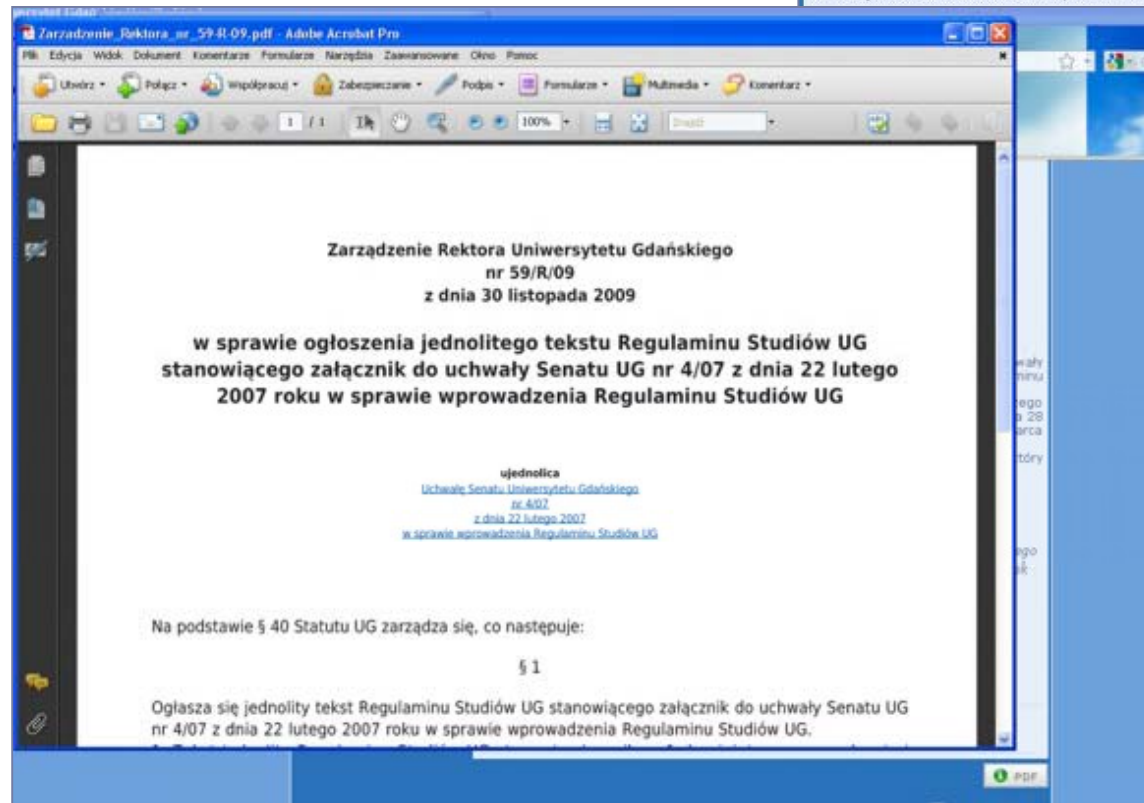 Zarzadzenie_Rektora_nr_59-R-09.pdf - Adobe Acrobat Pro
Plik Edycja Widok Dokument Komentarze Formularze Narzędzia Zaawansowane Okno Pomoc
Utwórz Połącz Współpracuj Zabezpieczanie Podpis Formularze Multimedia Komentarz
1 / 1 100% Znajdź
Zarządzenie Rektora Uniwersytetu Gdańskiego
nr 59/R/09
z dnia 30 listopada 2009
w sprawie ogłoszenia jednolitego tekstu Regulaminu Studiów UG
stanowiącego załącznik do uchwały Senatu UG nr 4/07 z dnia 22 lutego
2007 roku w sprawie wprowadzenia Regulaminu Studiów UG
ujednolica
Uchwałę Senatu Uniwersytetu Gdańskiego
nr 4/07
z dnia 22 lutego 2007
w sprawie wprowadzenia Regulaminu Studiów UG
Na podstawie § 40 Statutu UG zarządza się, co następuje:
§ 1
Ogłasza się jednolity tekst Regulaminu Studiów UG stanowiącego załącznik do uchwały Senatu UG
nr 4/07 z dnia 22 lutego 2007 roku w sprawie wprowadzenia Regulaminu Studiów UG.
PDF